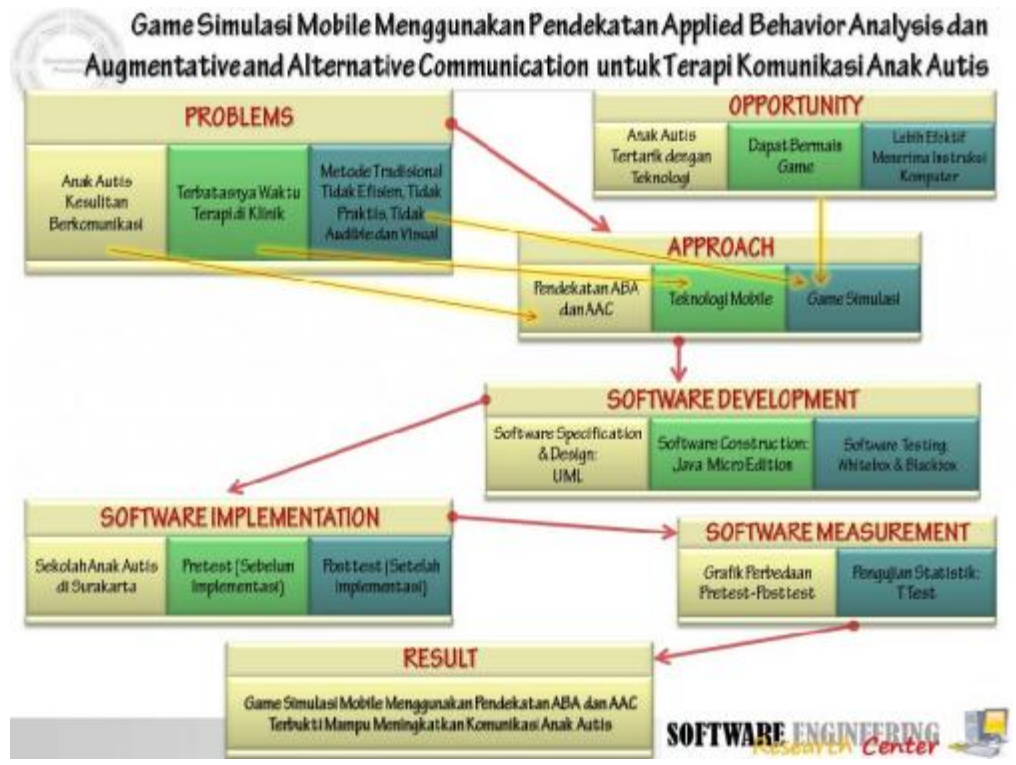 Game Simulasi Mobile Menggunakan Pendekatan Applied Behavior Analysis dan
Augmentative and Alternative Communication untuk Terapi Komunikasi Anak Autis
PROBLEMS
Anak Autis
Kesulitan
Berkomunikasi
Terbatasnya Waktu
Terapi di Klinik
Metode Tradisional
Tidak Efisien, Tidak
Praktis, Tidak
Audible dan Visual
OPPORTUNITY
Anak Autis
Tertarik dengan
Teknologi
Dapat Bermain
Game
Lebih Efektif
Menerima Instruksi
Komputer
APPROACH
Pendekatan ABA
dan AAC
Teknologi Mobile
Game Simulasi
SOFTWARE DEVELOPMENT
Software Specification
& Design:
UML
Software Construction:
Java Micro Edition
Software Testing:
Whitebox & Blackbox
SOFTWARE IMPLEMENTATION
Sekolah Anak Autis
di Surakarta
Pretest (Sebelum
Implementasi)
Posttest (Setelah
Implementasi)
SOFTWARE MEASUREMENT
Grafik Perbedaan
Pretest-Posttest
Pengujian Statistik:
T Test
RESULT
Game Simulasi Mobile Menggunakan Pendekatan ABA dan AAC
Terbukti Mampu Meningkatkan Komunikasi Anak Autis
SOFTWARE ENGINEERING
Research Center